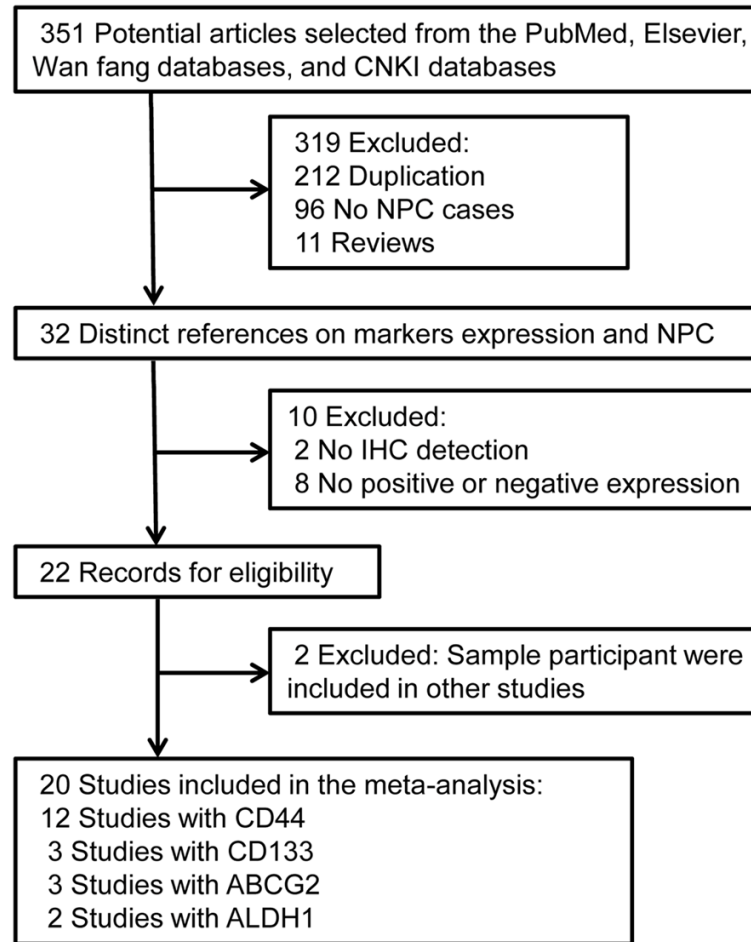 351 Potential articles selected from the PubMed, Elsevier,
Wan fang databases, and CNKI databases
319 Excluded:
212 Duplication
96 No NPC cases
11 Reviews
32 Distinct references on markers expression and NPC
10 Excluded:
2 No IHC detection
8 No positive or negative expression
22 Records for eligibility
2 Excluded: Sample participant were
included in other studies
20 Studies included in the meta-analysis:
12 Studies with CD44
3 Studies with CD133
3 Studies with ABCG2
2 Studies with ALDH1